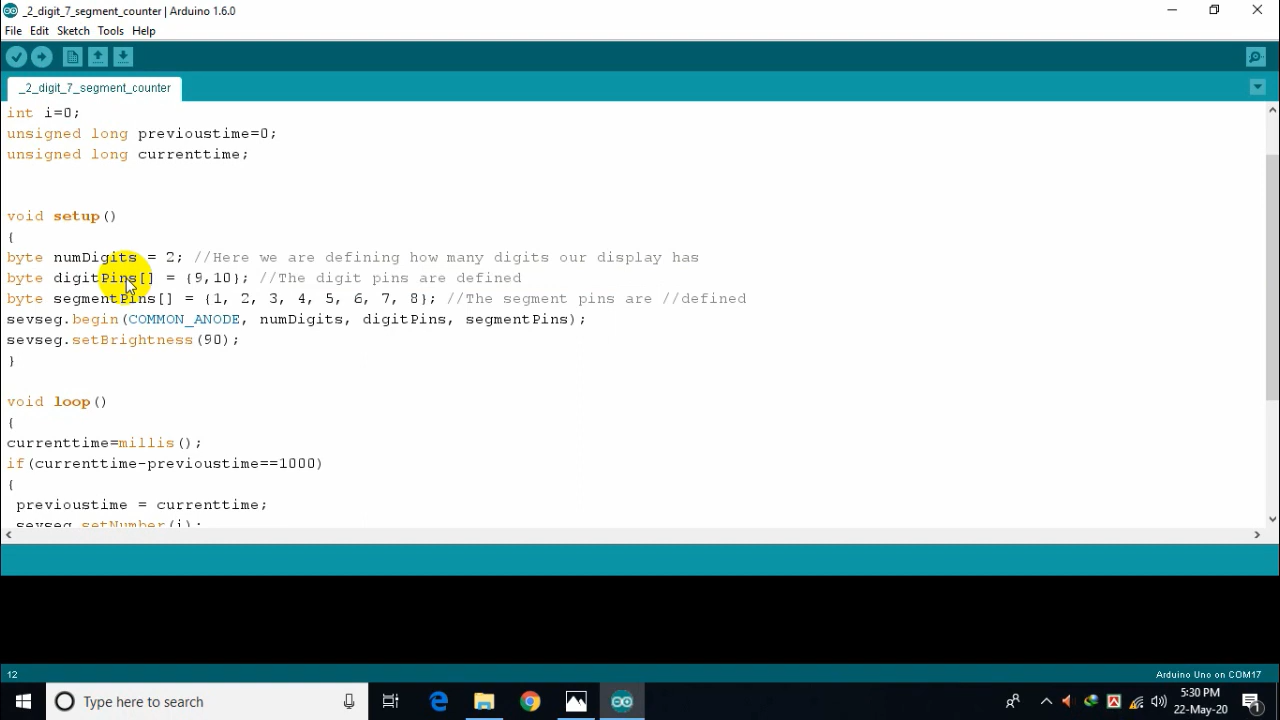 _2_digit_7_segment_counter | Arduino 1.6.0
File Edit Sketch Tools Help
_2_digit_7_segment_counter
int i=0;
unsigned long previoustime=0;
unsigned long currenttime;
void setup()
{
byte numDigits = 2; //Here we are defining how many digits our display has
byte digitPins[] = {9,10}; //The digit pins are defined
byte segmentPins[] = {1, 2, 3, 4, 5, 6, 7, 8}; //The segment pins are //defined
sevseg.begin(COMMON_ANODE, numDigits, digitPins, segmentPins);
sevseg.setBrightness(90);
}
void loop()
{
currenttime=millis();
if(currenttime-previoustime==1000)
{
previoustime = currenttime;
sevseg.setNumber(i);
12 Arduino Uno on COM17
Type here to search
5:30 PM
22-May-20
1